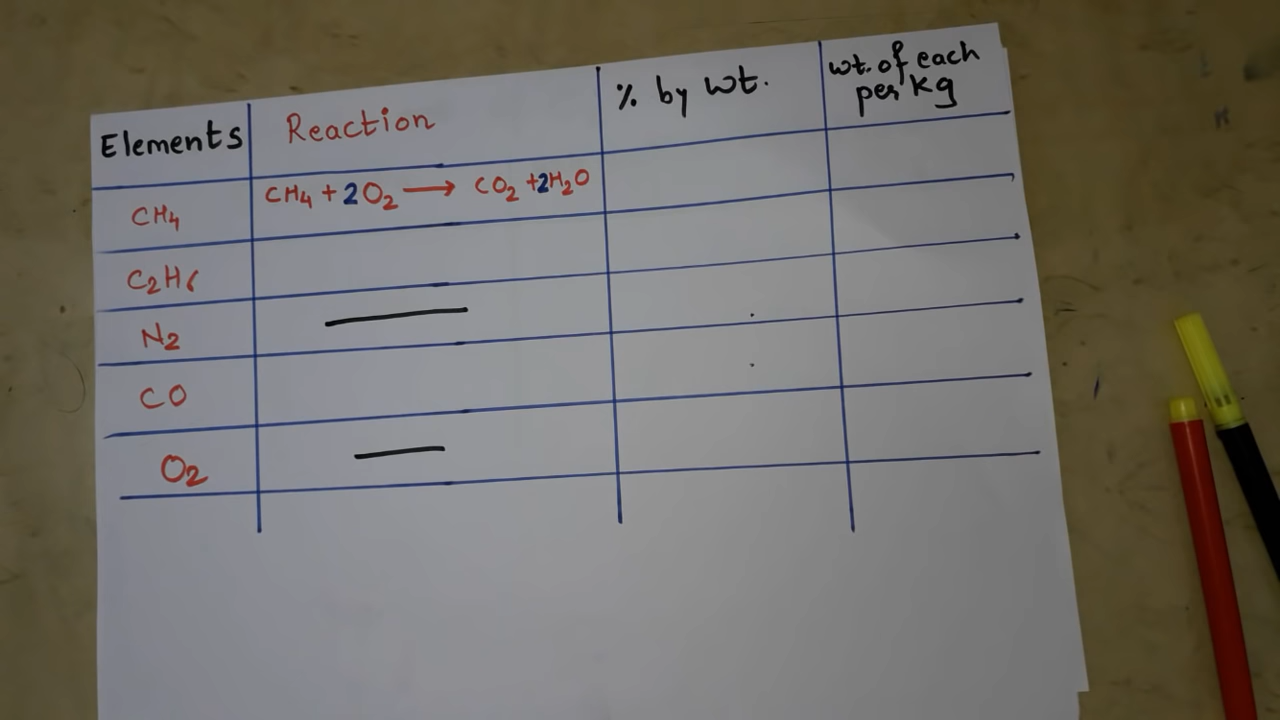 Elements Reaction % by wt. wt. of each
per Kg
CH4 CH4 + 2O2 ⟶ CO2 + 2H2O
C2H6
N2
CO
O2